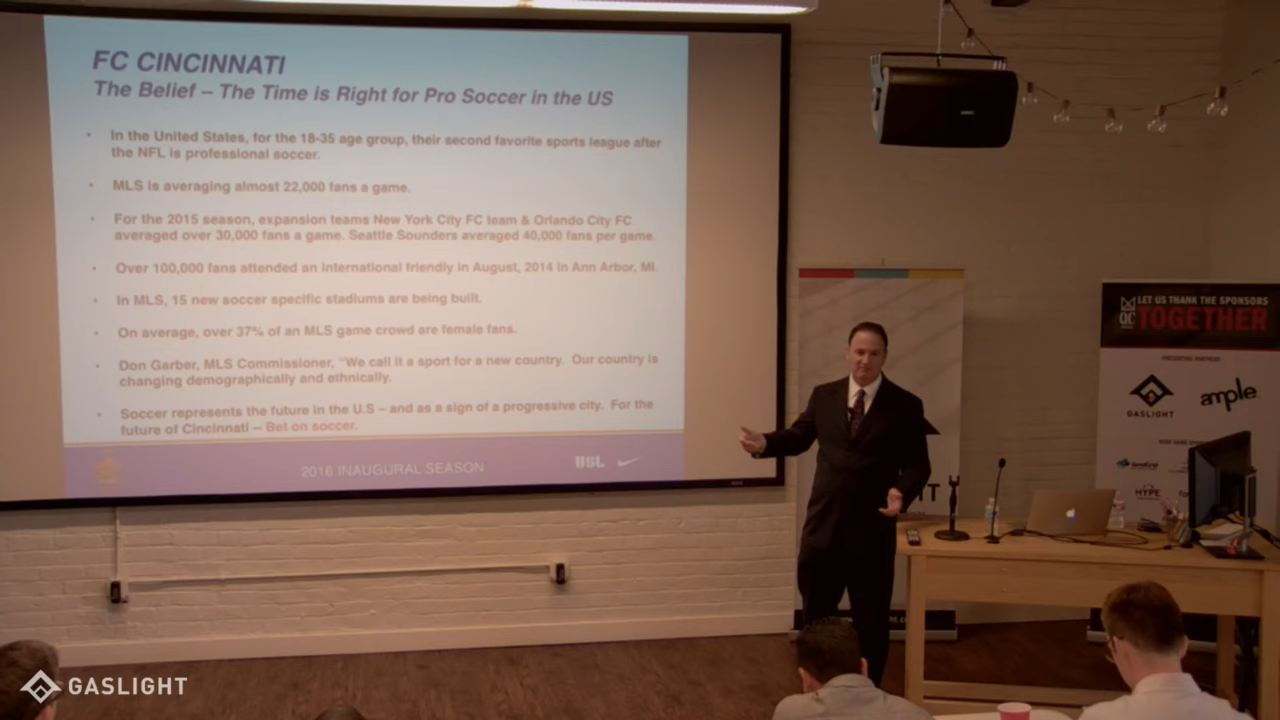 FC CINCINNATI
The Belief – The Time is Right for Pro Soccer in the US
• In the United States, for the 18-35 age group, their second favorite sports league after
the NFL is professional soccer.
• MLS is averaging almost 22,000 fans a game.
• For the 2015 season, expansion teams New York City FC team & Orlando City FC
averaged over 30,000 fans a game. Seattle Sounders averaged 40,000 fans per game.
• Over 100,000 fans attended an international friendly in August, 2014 in Ann Arbor, MI.
• In MLS, 15 new soccer specific stadiums are being built.
• On average, over 37% of an MLS game crowd are female fans.
• Don Garber, MLS Commissioner, “We call it a sport for a new country. Our country is
changing demographically and ethnically.
• Soccer represents the future in the U.S – and as a sign of a progressive city. For the
future of Cincinnati – Bet on soccer.
2016 INAUGURAL SEASON
USL
LET US THANK THE SPONSORS
QC TOGETHER
PRESENTING PARTNERS
GASLIGHT
ample
HYPE
HT
GASLIGHT